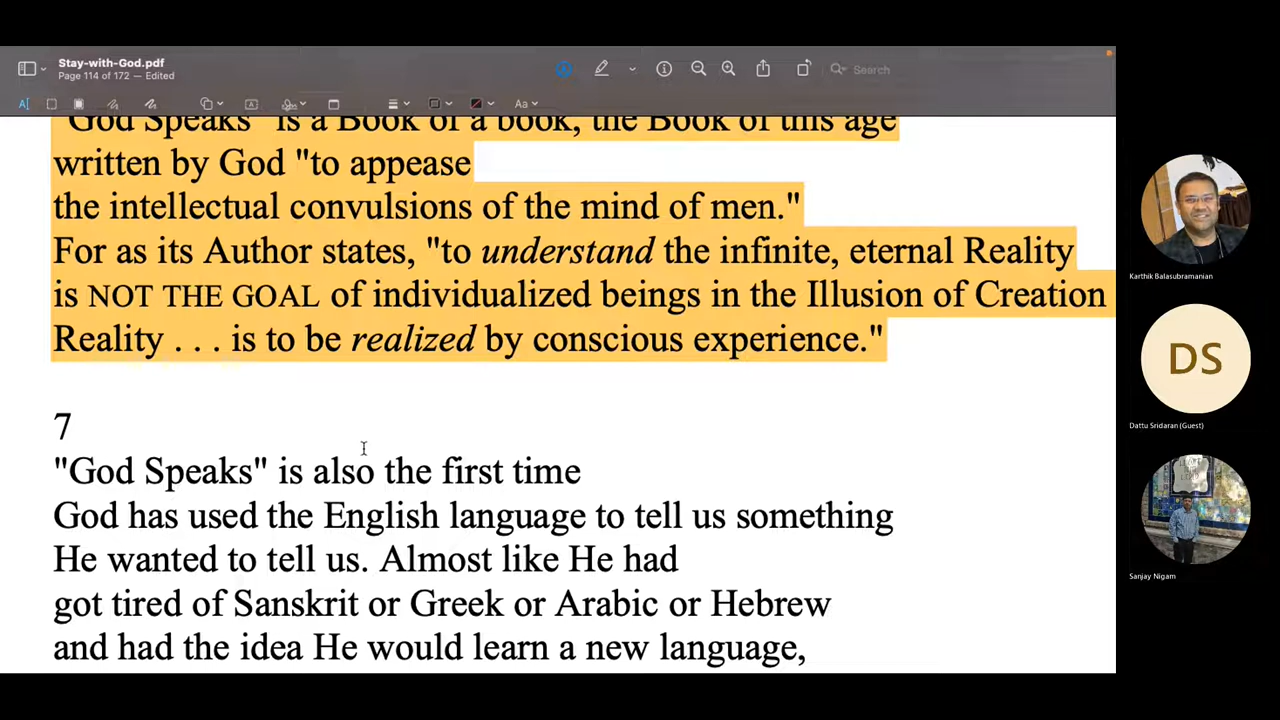 Stay-with-God.pdf
Page 114 of 172 — Edited
Search
"God Speaks" is a Book of a book, the Book of this age
written by God "to appease
the intellectual convulsions of the mind of men."
For as its Author states, "to understand the infinite, eternal Reality
is NOT THE GOAL of individualized beings in the Illusion of Creation
Reality . . . is to be realized by conscious experience."
7
"God Speaks" is also the first time
God has used the English language to tell us something
He wanted to tell us. Almost like He had
got tired of Sanskrit or Greek or Arabic or Hebrew
and had the idea He would learn a new language,
Karthik Balasubramanian
DS
Dattu Sridaran (Guest)
Sanjay Nigam